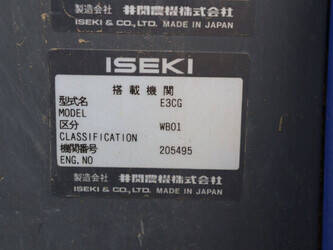 製造会社 井関農機株式会社
ISEKI & CO., LTD. MADE IN JAPAN
ISEKI
搭載機関
型式名 E3CG
MODEL
区分 WB01
CLASSIFICATION
機関番号 205495
ENG.NO
製造会社 井関農機株式会社
ISEKI & CO., LTD. MADE IN JAPAN